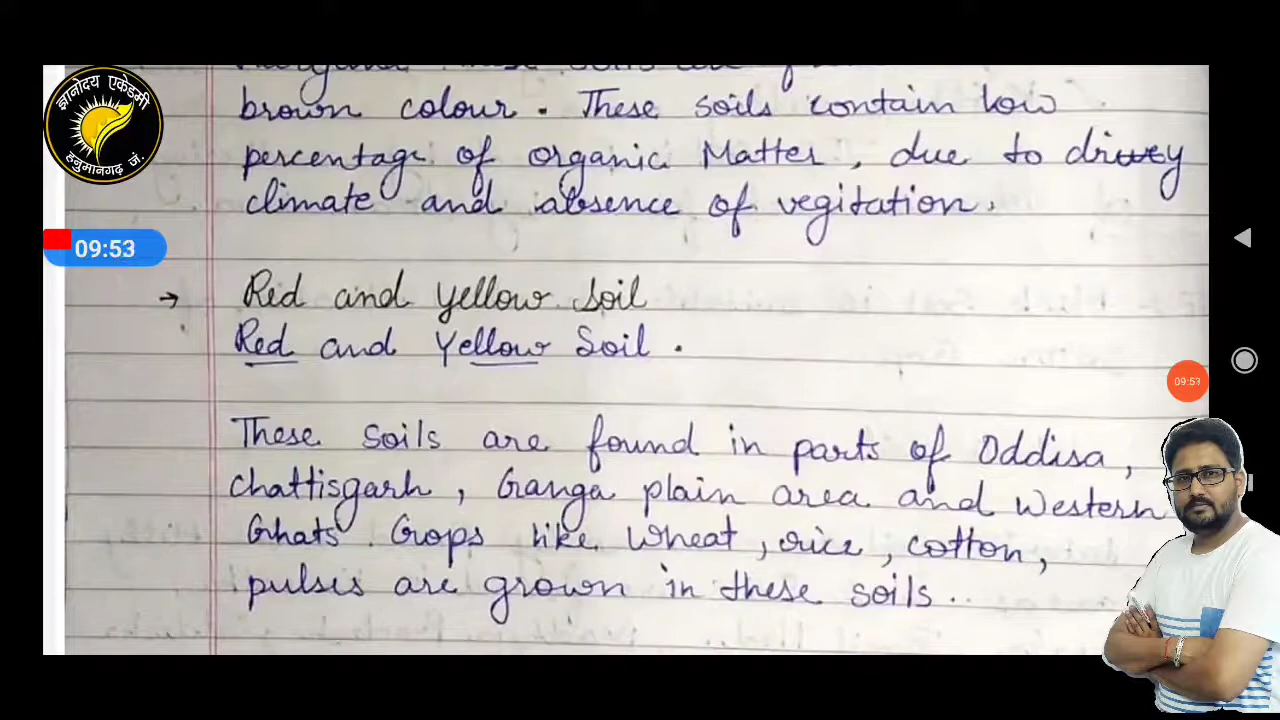 ज्ञानोदय एकेडमी
हनुमानगढ़ जं.
09:53
brown colour. These soils contain low
percentage of organic Matter, due to
climate and absence of vegitation.
→ Red and yellow soil
Red and Yellow Soil.
09:53
These soils are found in parts of Oddisa,
Chattisgarh, Ganga plain area and western
Ghats. Crops like wheat, rice, cotton,
pulses are grown in these soils..